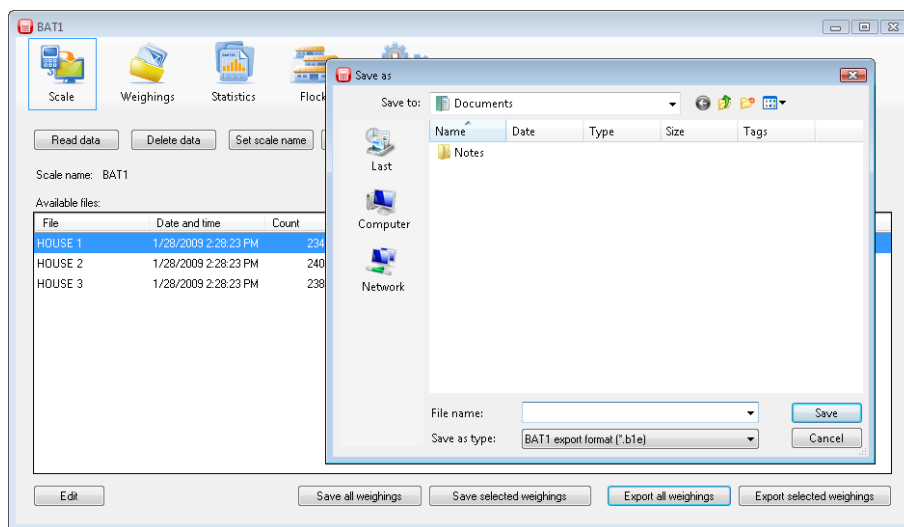 BAT1
Scale
Weighings
Statistics
Flock
Read data
Delete data
Set scale name
Scale name: BAT1
Available files:
File Date and time Count
HOUSE 1 1/28/2009 2:28:23 PM 234
HOUSE 2 1/28/2009 2:28:23 PM 240
HOUSE 3 1/28/2009 2:28:23 PM 238
Edit
Save all weighings
Save selected weighings
Export all weighings
Export selected weighings
Save as
Save to: Documents
Name Date Type Size Tags
Notes
Last
Computer
Network
File name:
Save
Save as type: BAT1 export format (*.b1e)
Cancel